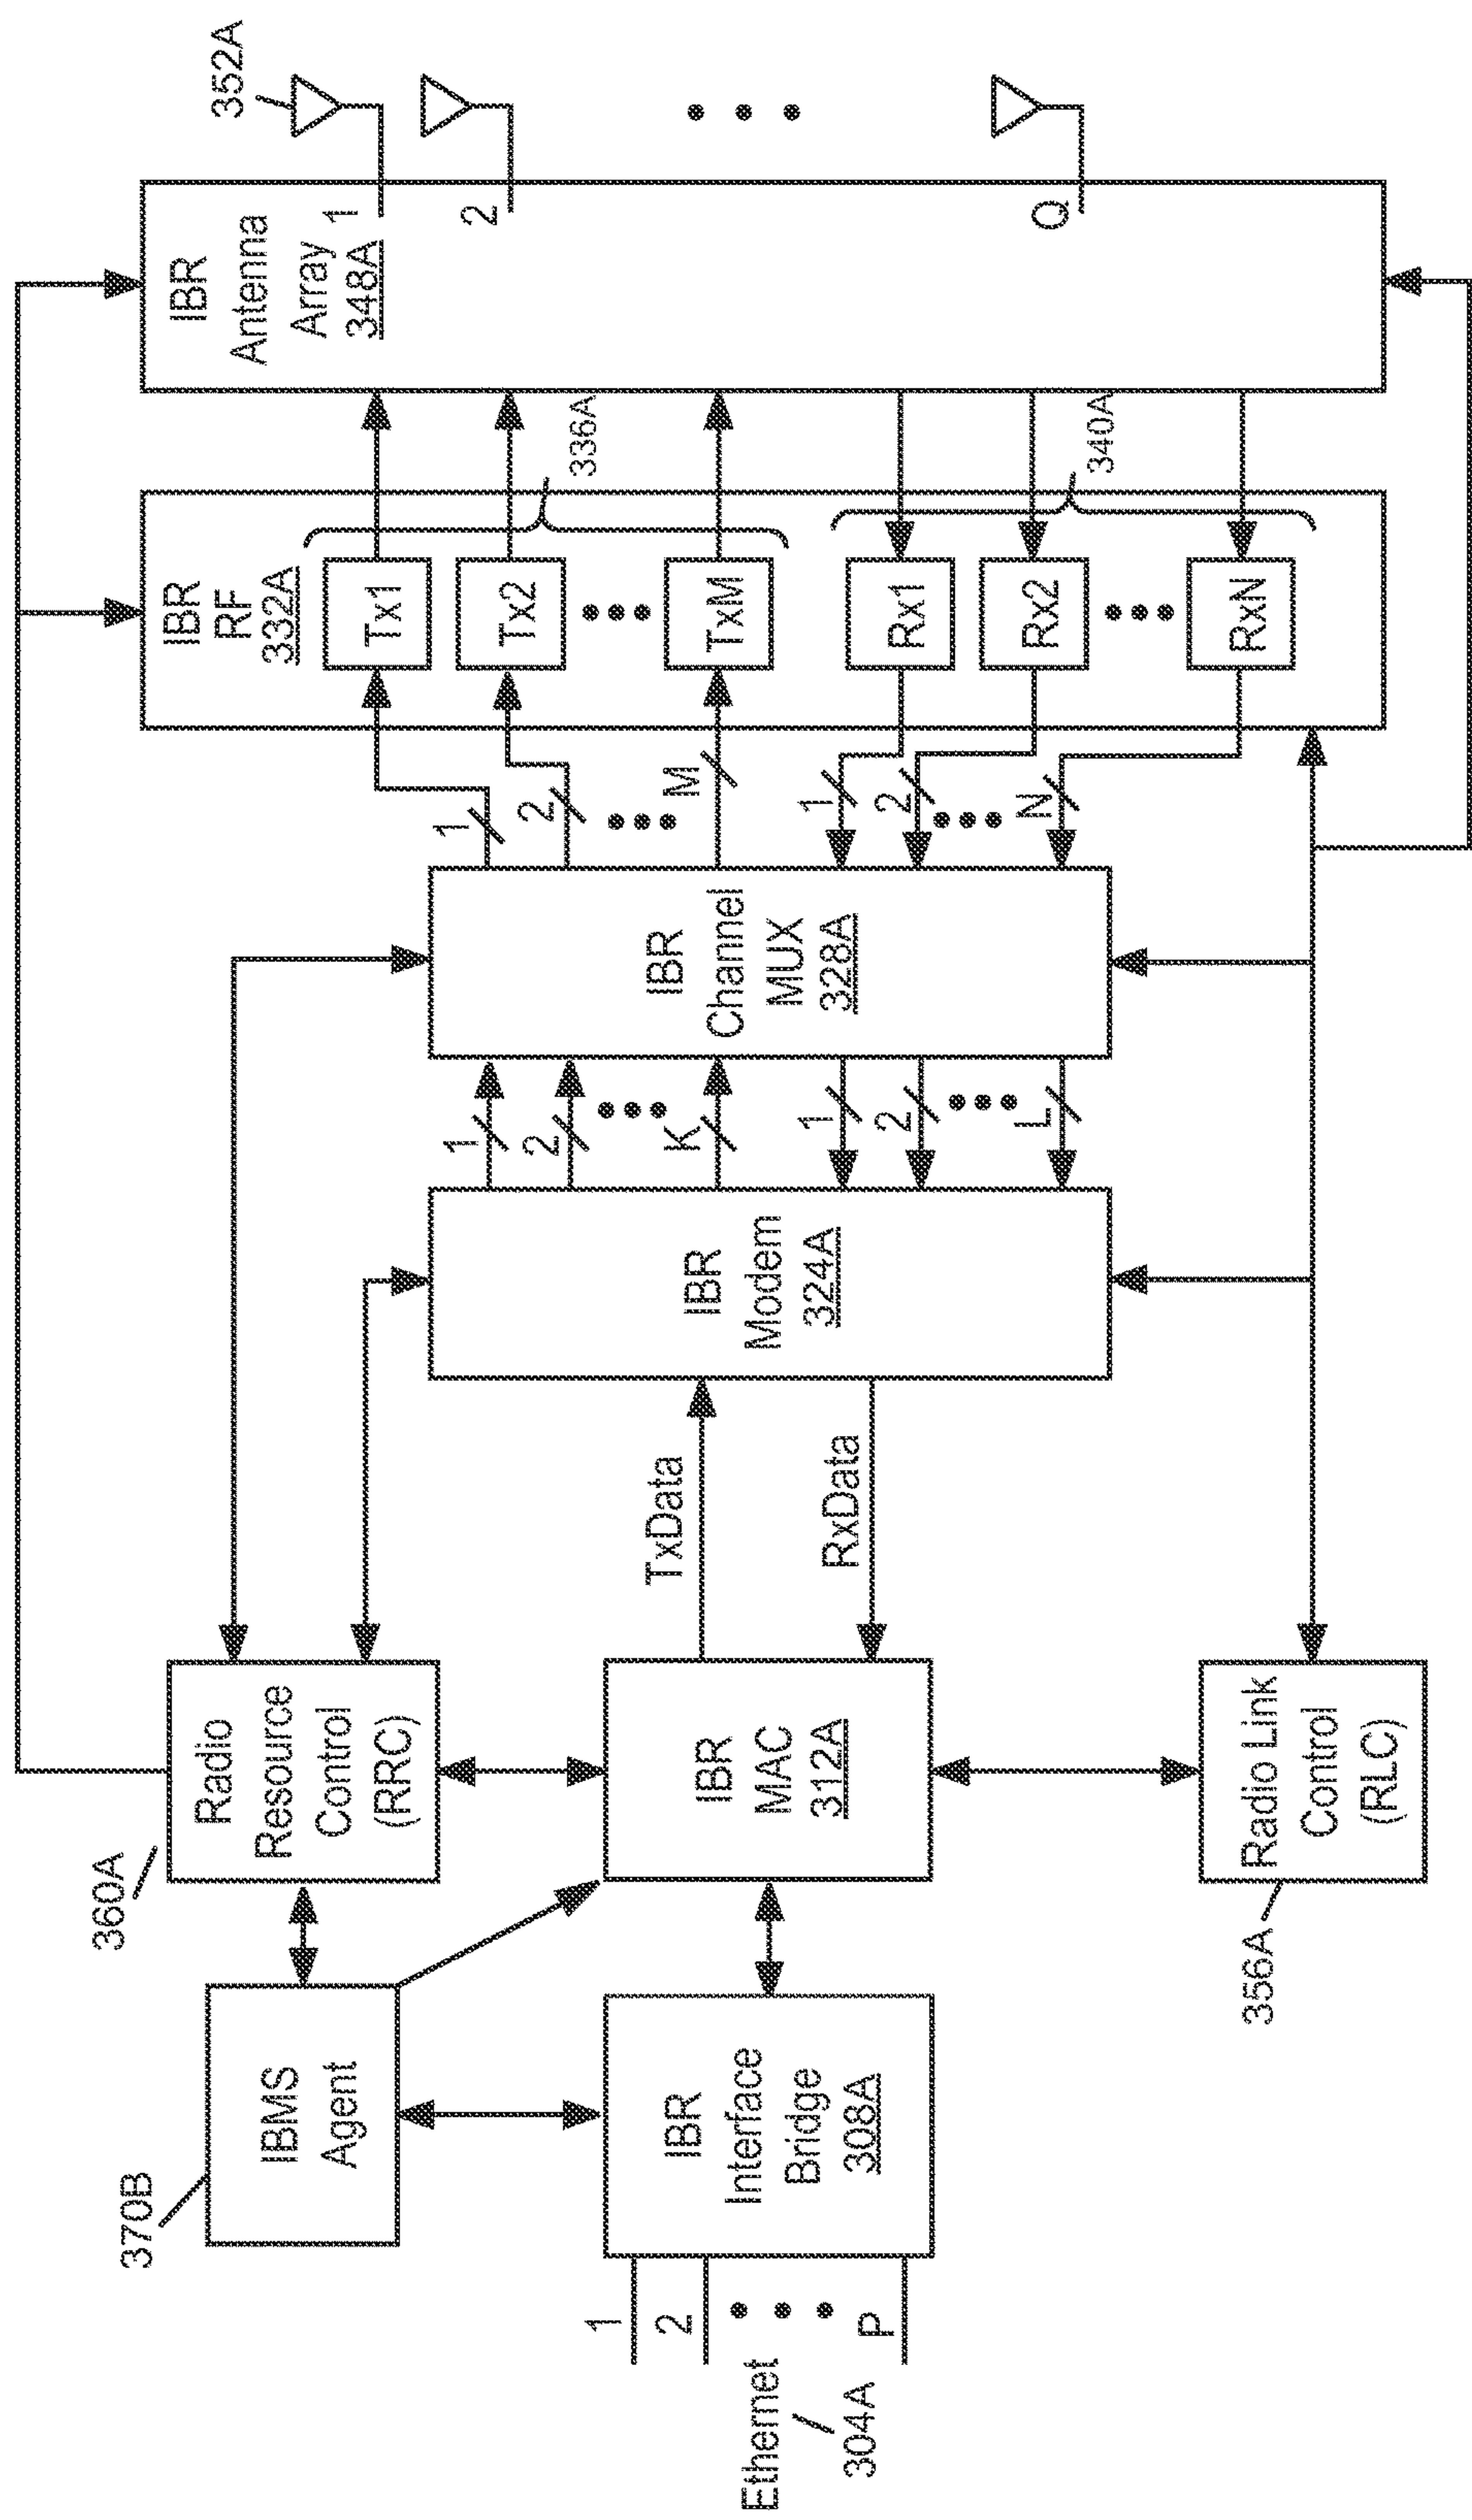 360A
Radio
Resource
Control
(RRC)
370B
IBMS
Agent
IBR
MAC
312A
IBR
Interface
Bridge
308A
1
2
P
Ethernet
304A
Radio Link
Control
(RLC)
356A
TxData
RxData
IBR
Modem
324A
1
2
K
1
2
L
IBR
Channel
MUX
328A
1
2
M
1
2
N
IBR
RF
332A
Tx1
Tx2
TxM
336A
Rx1
Rx2
RxN
340A
IBR
Antenna
Array
348A
1
2
Q
352A